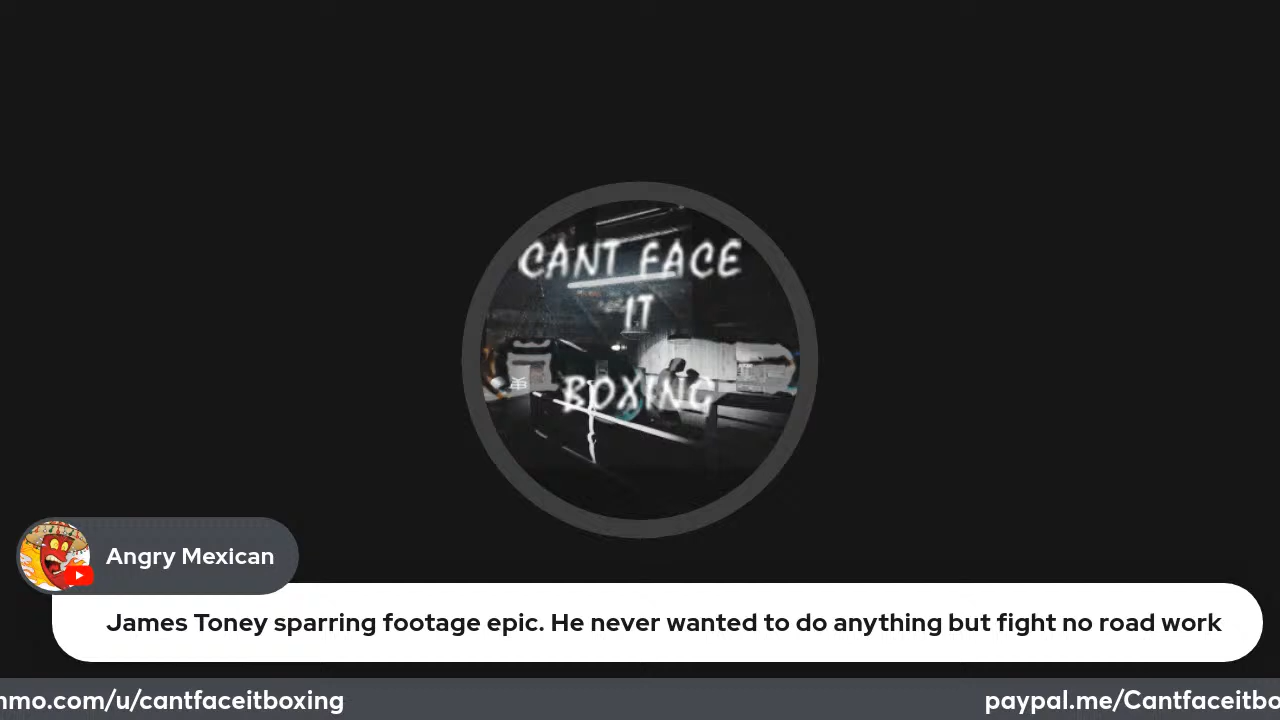 CANT FACE
IT
BOXING
Angry Mexican
James Toney sparring footage epic. He never wanted to do anything but fight no road work
nmo.com/u/cantfaceitboxing
paypal.me/Cantfaceitbo